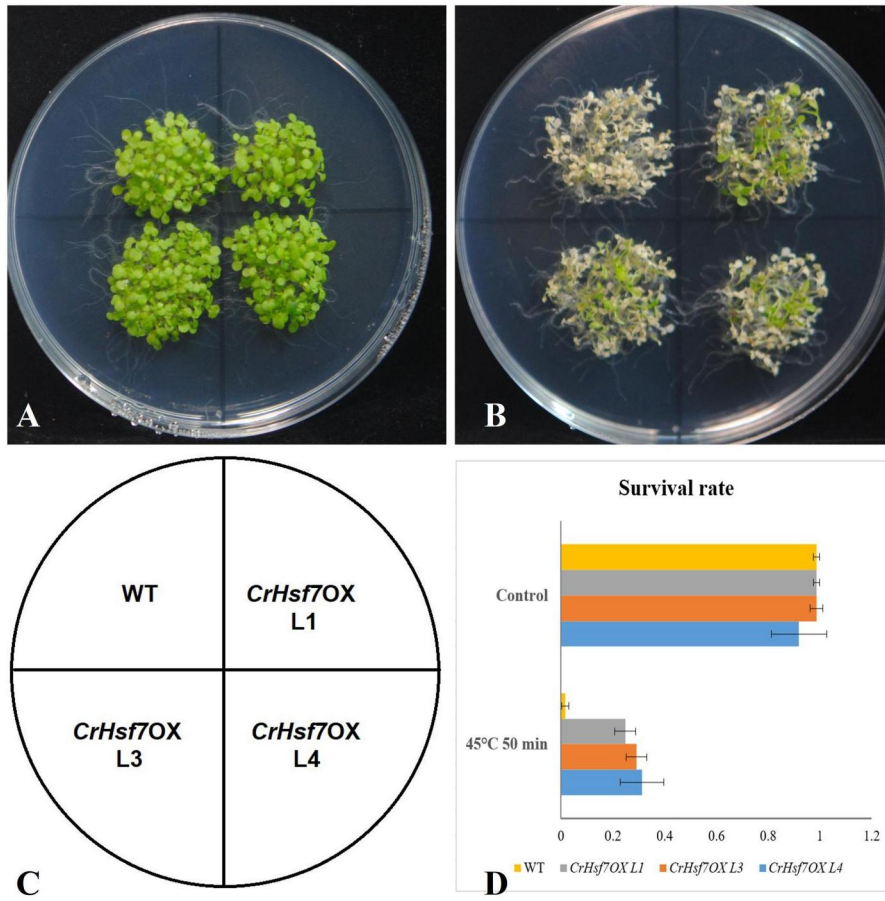 A
B
WT
CrHsf7OX
L1
CrHsf7OX
L3
CrHsf7OX
L4
C
Survival rate
Control
45°C 50 min
0
0.2
0.4
0.6
0.8
1
1.2
WT CrHsf7OX L1 CrHsf7OX L3 CrHsf7OX L4
D